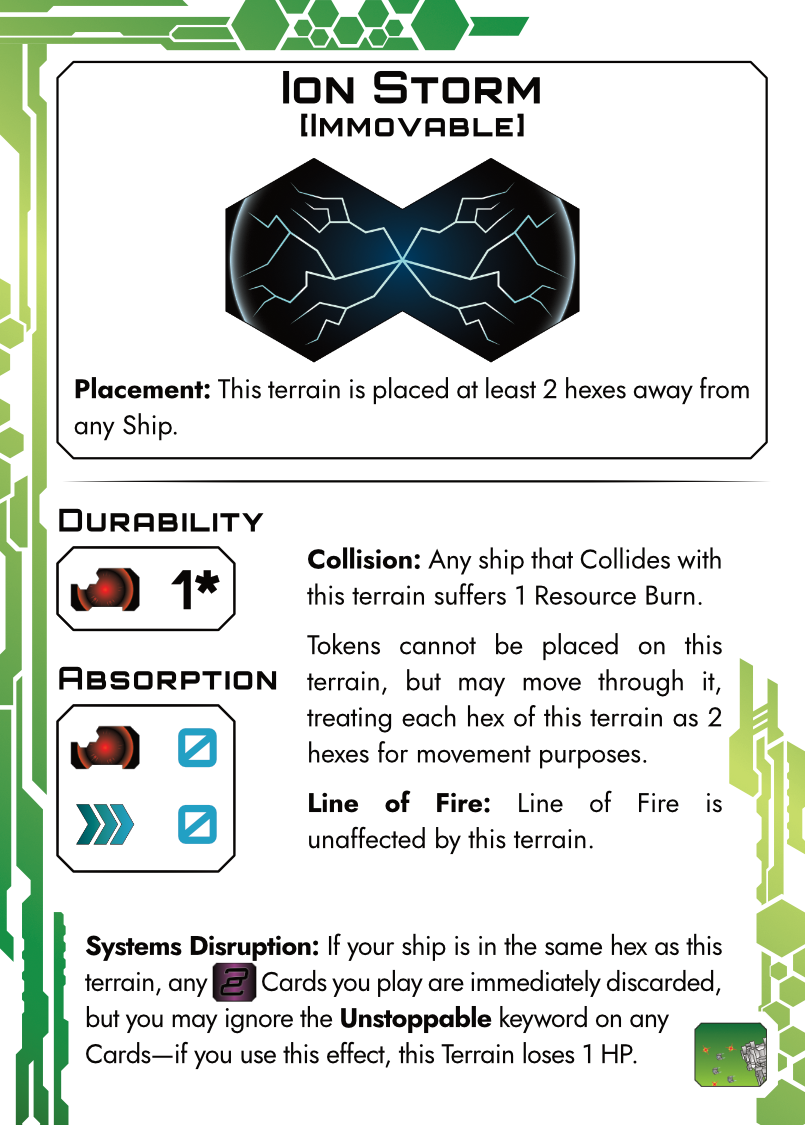 Ion Storm
[Immovable]
Placement: This terrain is placed at least 2 hexes away from
any Ship.
Durability
1*
Collision: Any ship that Collides with
this terrain suffers 1 Resource Burn.
Tokens cannot be placed on this
terrain, but may move through it,
treating each hex of this terrain as 2
hexes for movement purposes.
Line of Fire: Line of Fire is
unaffected by this terrain.
Absorption
0
0
Systems Disruption: If your ship is in the same hex as this
terrain, any 2 Cards you play are immediately discarded,
but you may ignore the Unstoppable keyword on any
Cards—if you use this effect, this Terrain loses 1 HP.